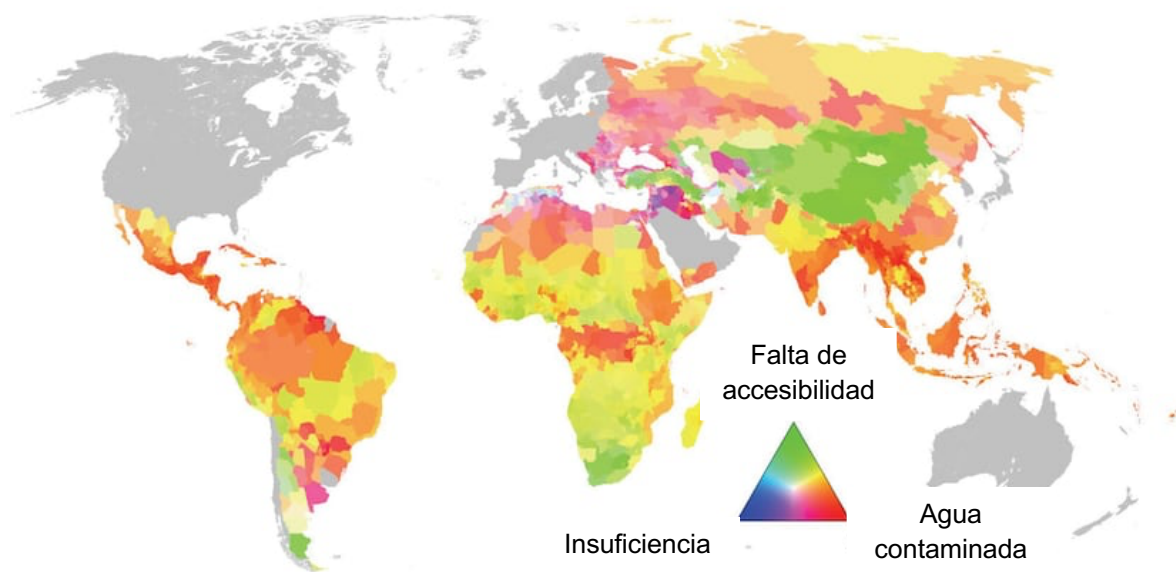 Falta de
accesibilidad
Insuficiencia
Agua
contaminada